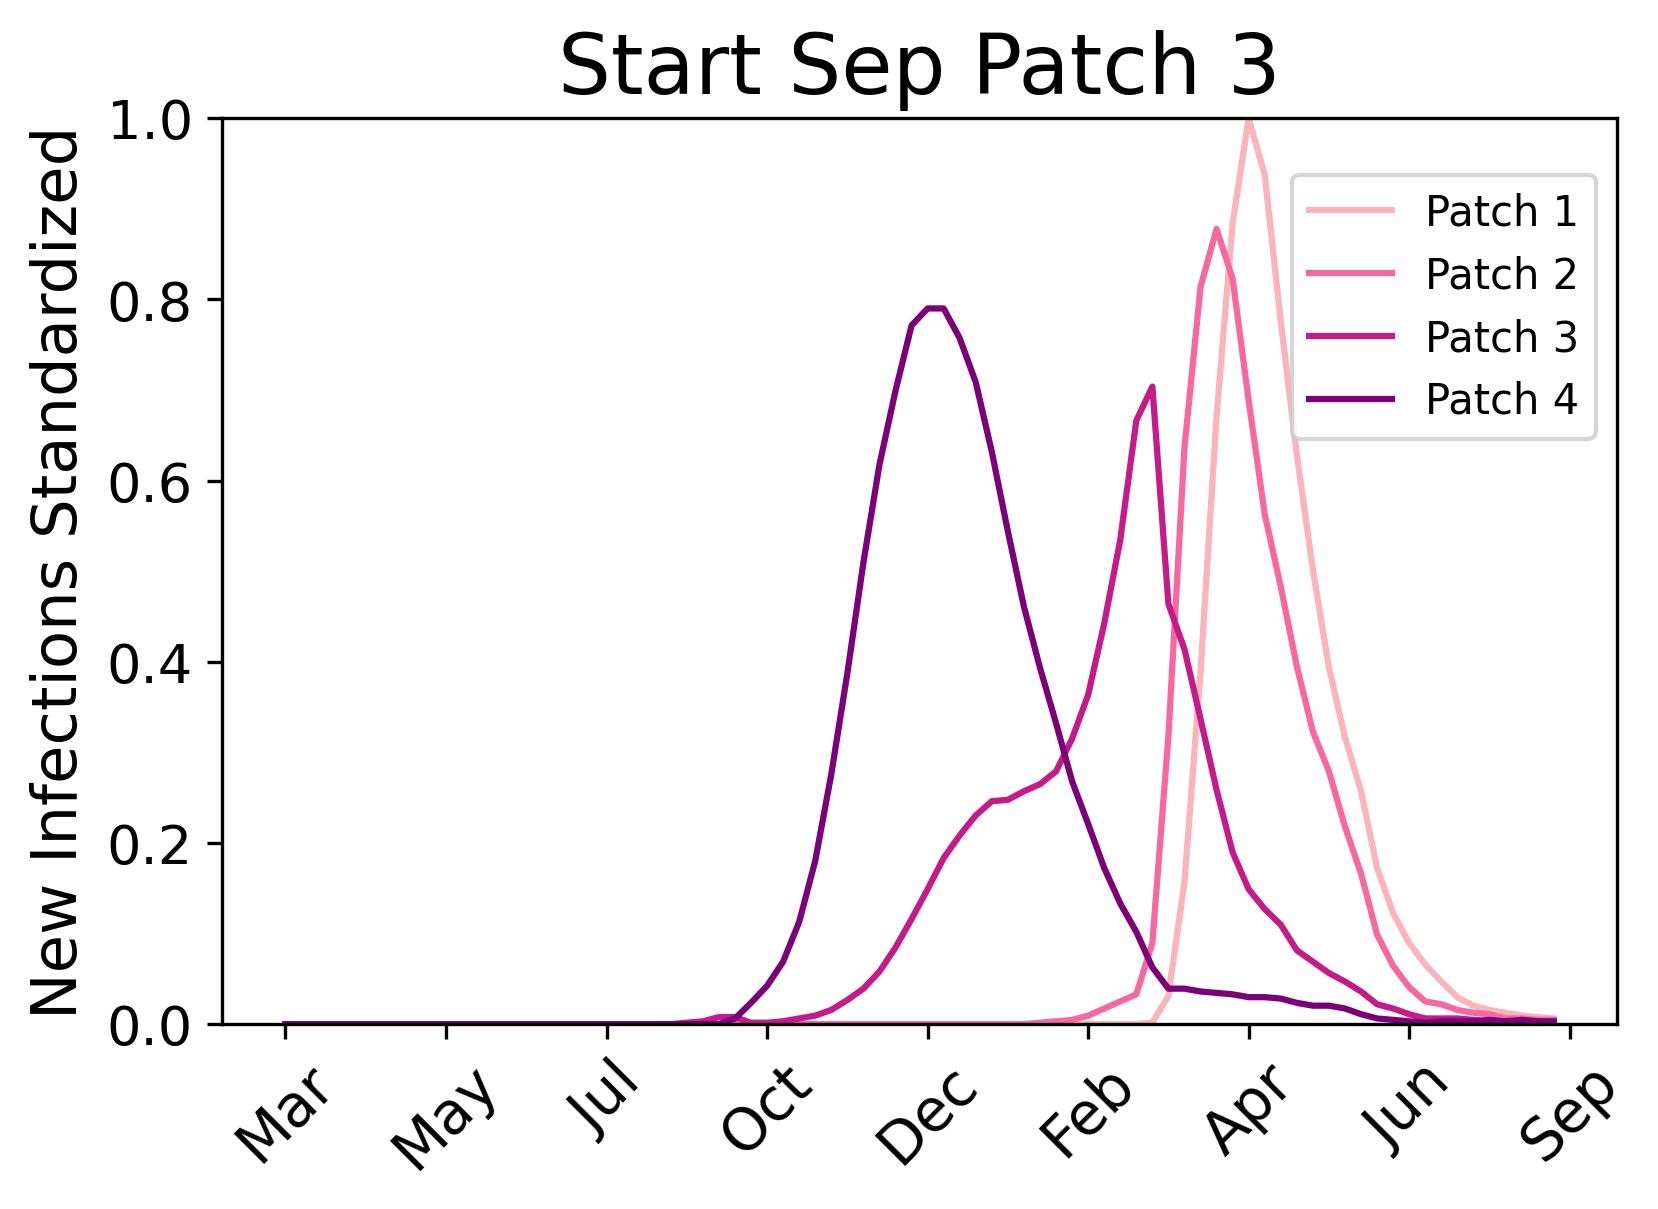 Start Sep Patch 3
New Infections Standardized
1.0
0.8
0.6
0.4
0.2
0.0
Patch 1
Patch 2
Patch 3
Patch 4
Mar May Jul Oct Dec Feb Apr Jun Sep